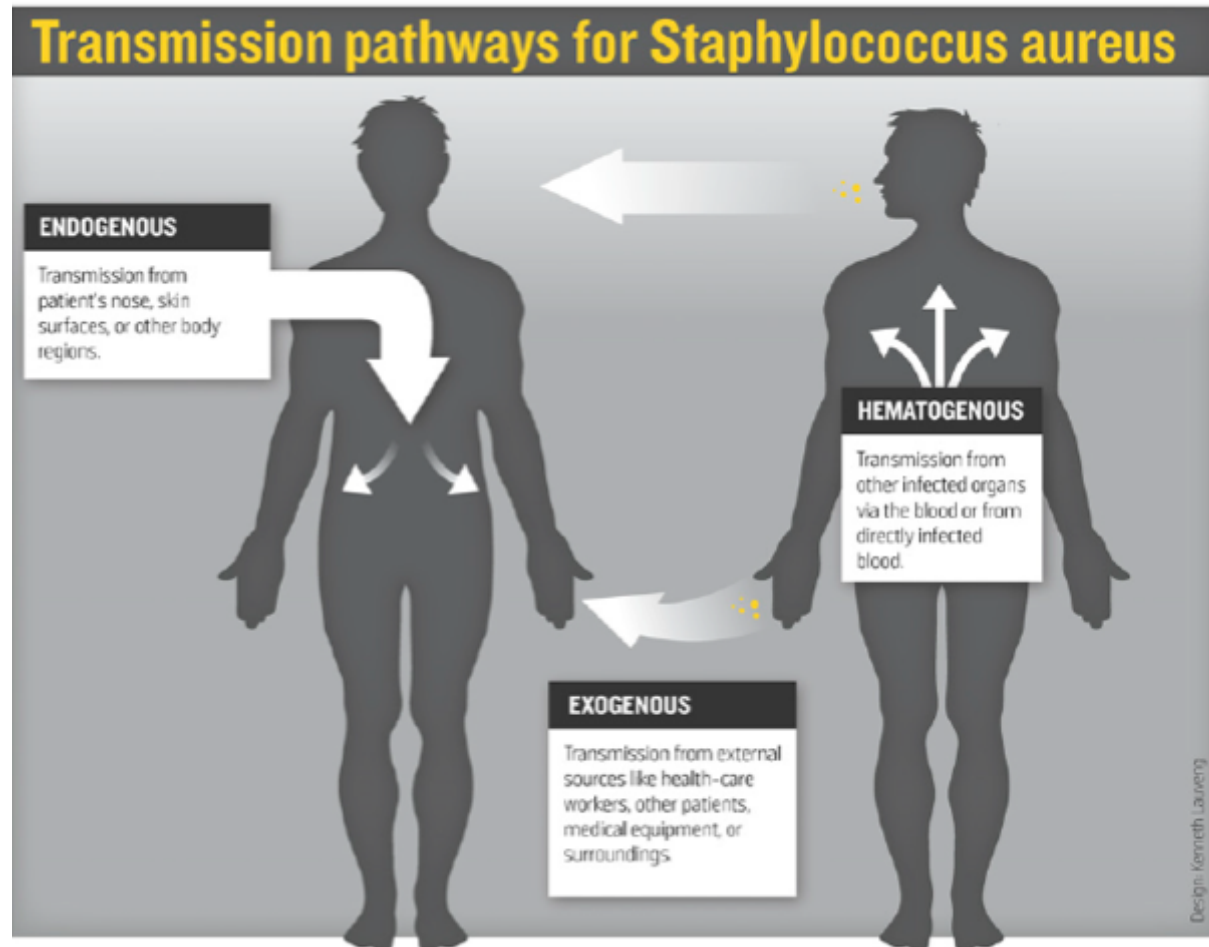 Transmission pathways for Staphylococcus aureus
ENDOGENOUS
Transmission from
patient's nose, skin
surfaces, or other body
regions.
HEMATOGENOUS
Transmission from
other infected organs
via the blood or from
directly infected
blood.
EXOGENOUS
Transmission from external
sources like health-care
workers, other patients,
medical equipment, or
surroundings.
Design: Kenneth Lauveng